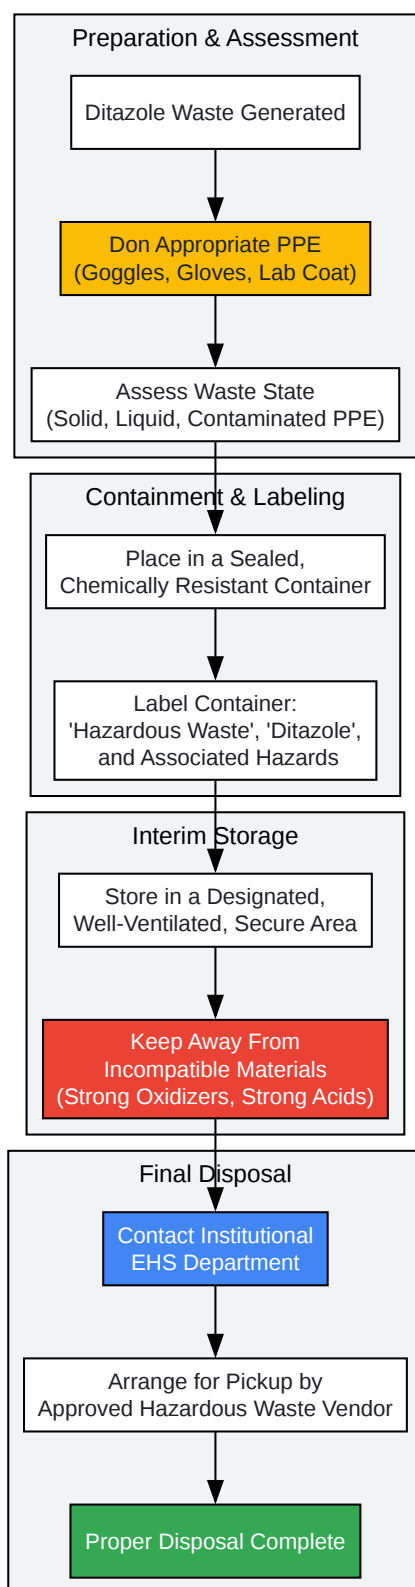 Preparation & Assessment
Ditazole Waste Generated
Don Appropriate PPE
(Goggles, Gloves, Lab Coat)
Assess Waste State
(Solid, Liquid, Contaminated PPE)
Containment & Labeling
Place in a Sealed,
Chemically Resistant Container
Label Container:
'Hazardous Waste', 'Ditazole',
and Associated Hazards
Interim Storage
Store in a Designated,
Well-Ventilated, Secure Area
Keep Away From
Incompatible Materials
(Strong Oxidizers, Strong Acids)
Final Disposal
Contact Institutional
EHS Department
Arrange for Pickup by
Approved Hazardous Waste Vendor
Proper Disposal Complete